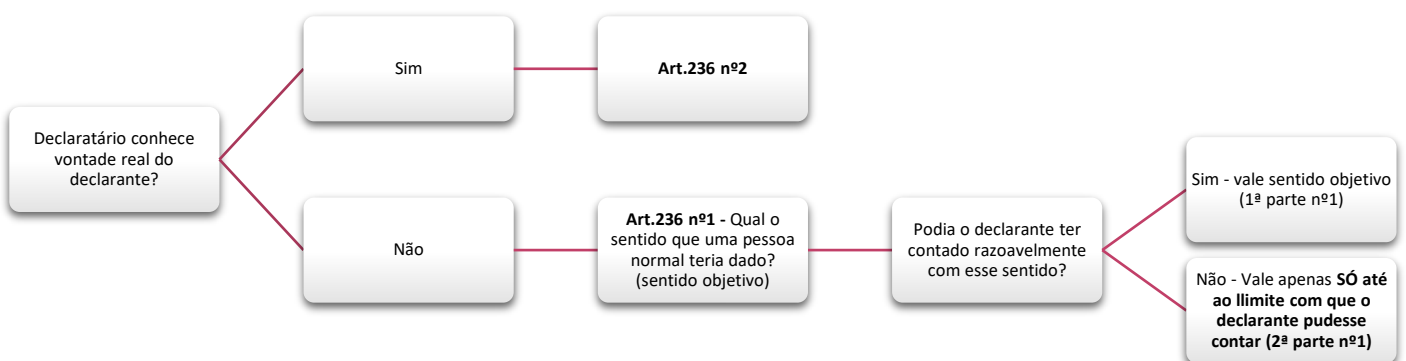 Declaratário conhece
vontade real do
declarante?
Sim
Art.236 nº2
Não
Art.236 nº1 - Qual o
sentido que uma pessoa
normal teria dado?
(sentido objetivo)
Podia o declarante ter
contado razoavelmente
com esse sentido?
Sim - vale sentido objetivo
(1ª parte nº1)
Não - Vale apenas SÓ até
ao llimite com que o
declarante pudesse
contar (2ª parte nº1)